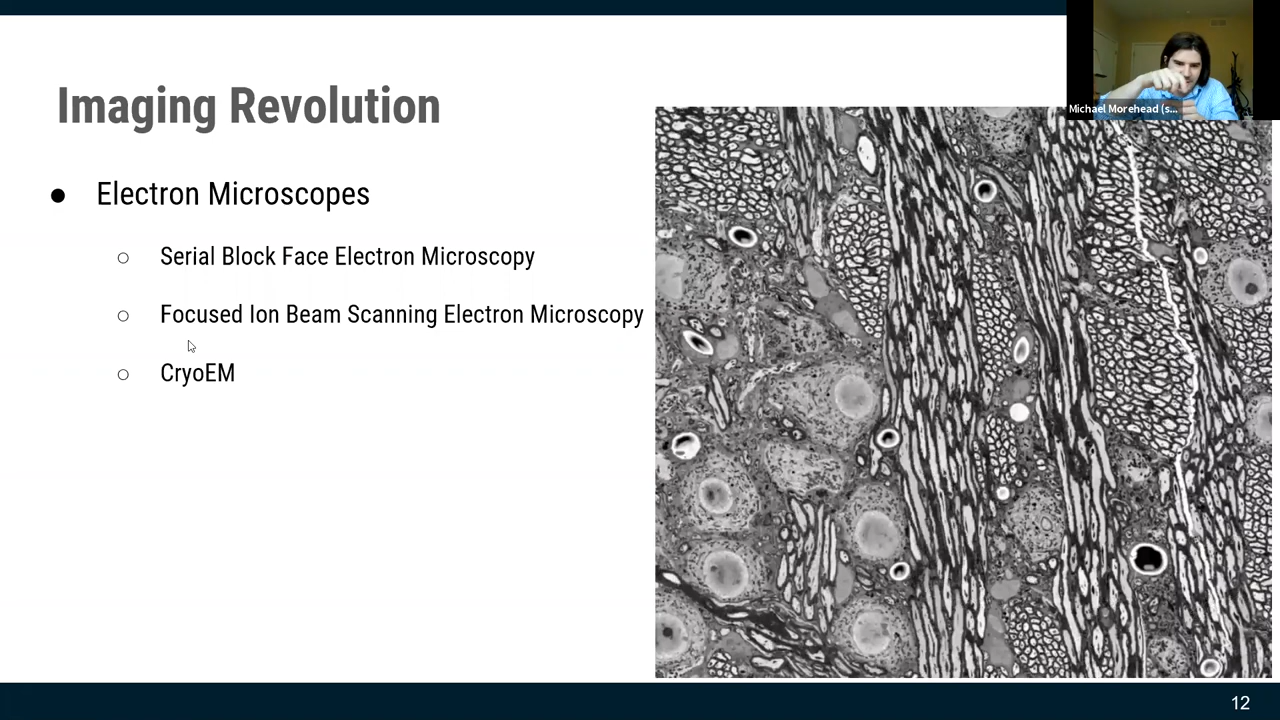 Imaging Revolution
Electron Microscopes
Serial Block Face Electron Microscopy
Focused Ion Beam Scanning Electron Microscopy
CryoEM
Michael Morehead (s...
12